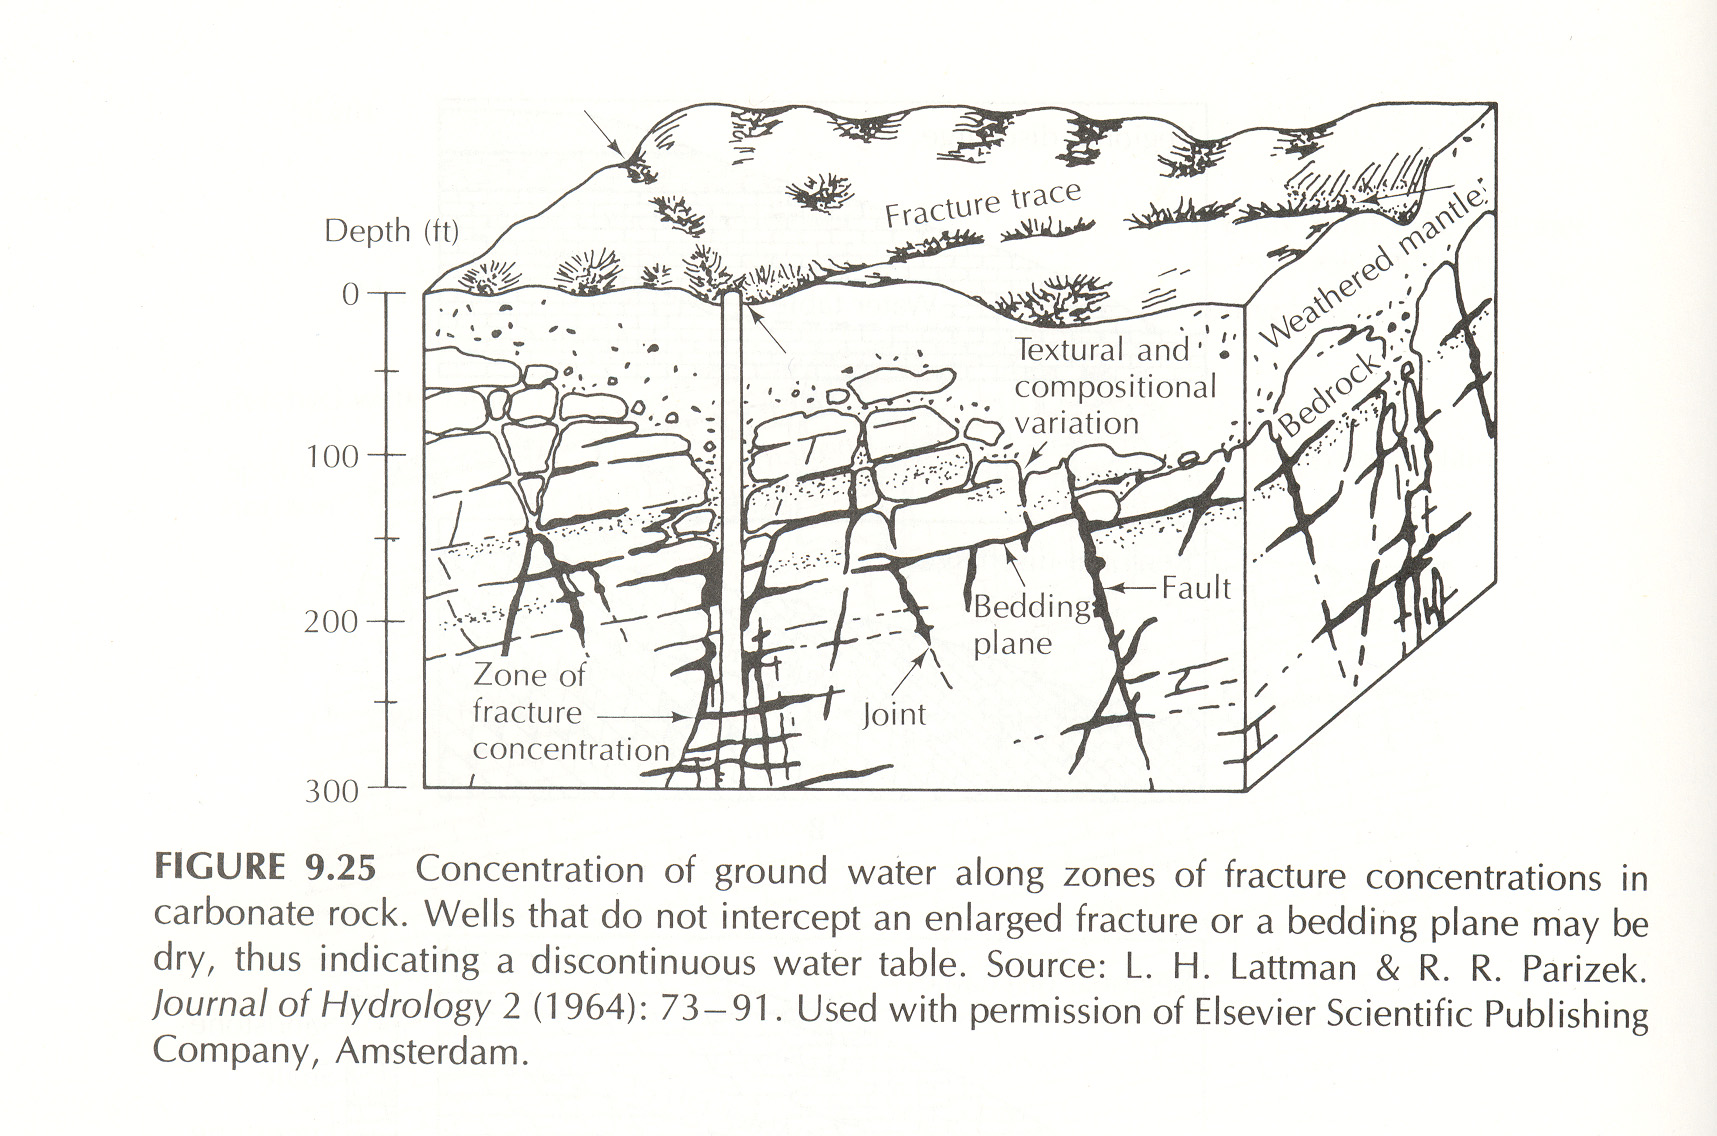 Depth (ft)
0
100
200
300
Fracture trace
Weathered mantle
Bedrock
Textural and
compositional
variation
Fault
Bedding
plane
Joint
Zone of
fracture
concentration
FIGURE 9.25 Concentration of ground water along zones of fracture concentrations in
carbonate rock. Wells that do not intercept an enlarged fracture or a bedding plane may be
dry, thus indicating a discontinuous water table. Source: L. H. Lattman & R. R. Parizek.
Journal of Hydrology 2 (1964): 73–91. Used with permission of Elsevier Scientific Publishing
Company, Amsterdam.